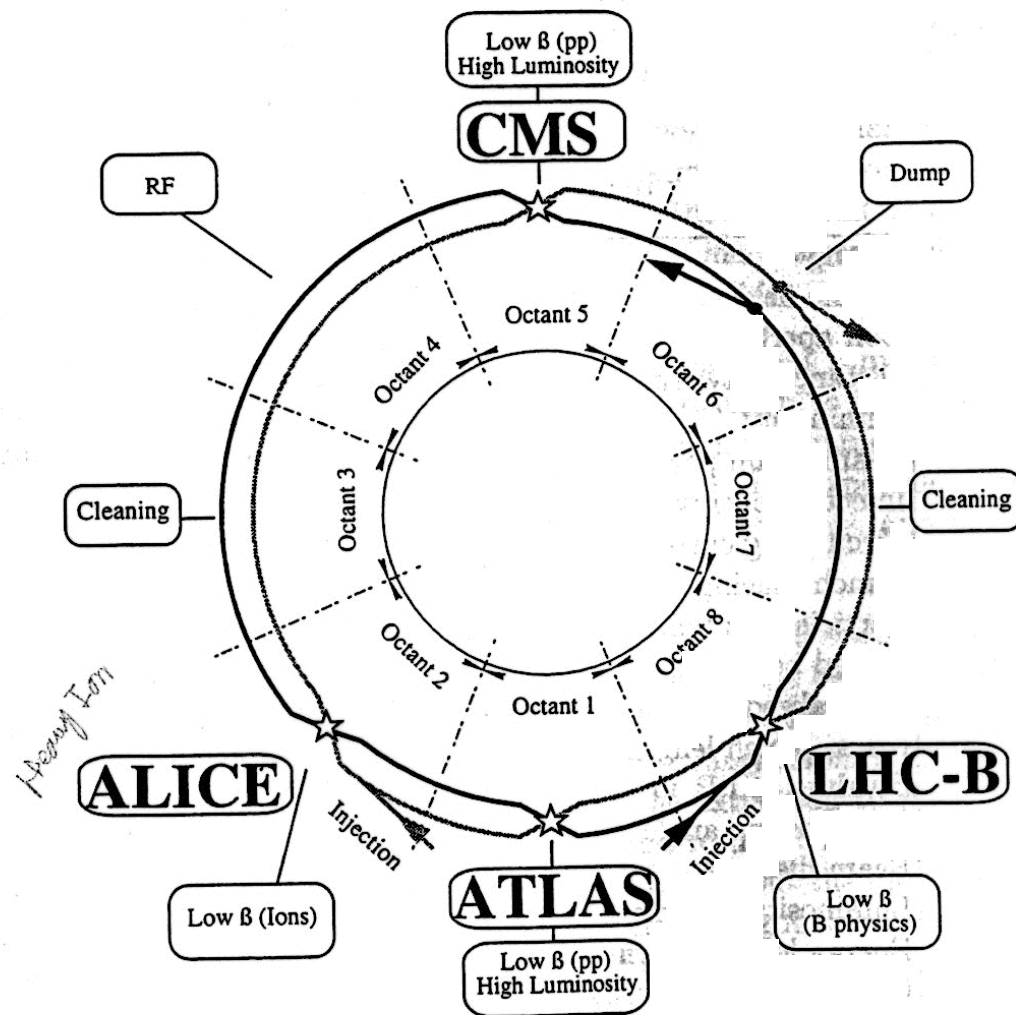 Low ß (pp)
High Luminosity
CMS
RF
Dump
Octant 5
Octant 4
Octant 6
Cleaning
Octant 3
Octant 7
Cleaning
Octant 2
Octant 8
Octant 1
Heavy Ion
ALICE
LHC-B
Injection
Injection
Low ß (Ions)
ATLAS
Low ß
(B physics)
Low ß (pp)
High Luminosity